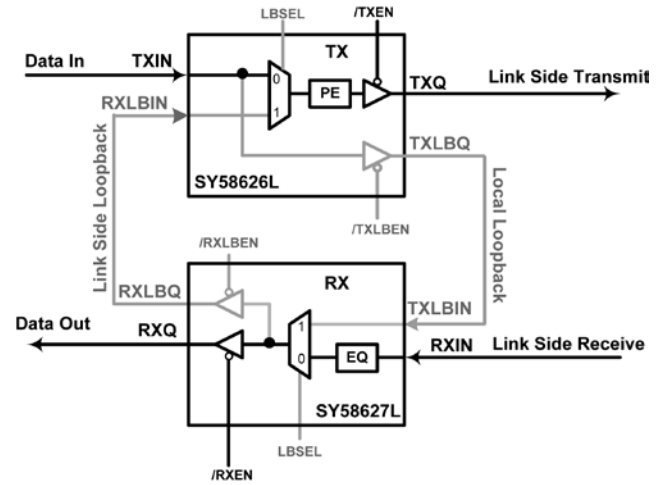 LBSEL
/TXEN
Data In
TXIN
TX
0
1
PE
TXQ
Link Side Transmit
RXLBIN
TXLBQ
SY58626L
/TXLBEN
Link Side Loopback
Local Loopback
/RXLBEN
RX
RXLBQ
TXLBIN
1
Data Out
RXQ
0
EQ
RXIN
Link Side Receive
SY58627L
LBSEL
/RXEN